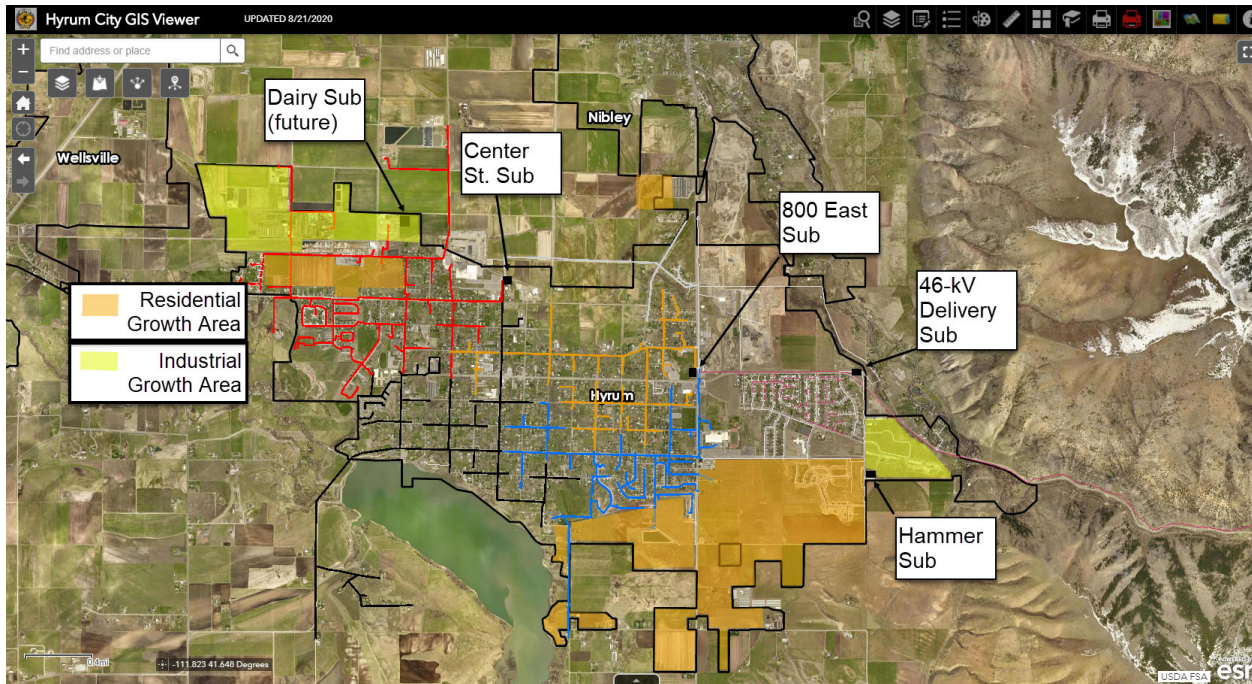 Hyrum City GIS Viewer
UPDATED 8/21/2020
+
Find address or place
−
Dairy Sub
(future)
Nibley
Wellsville
Center
St. Sub
800 East
Sub
46-kV
Delivery
Sub
Residential
Growth Area
Industrial
Growth Area
Hyrum
Hammer
Sub
0.4mi
-111.823 41.648 Degrees
USDA FSA
esri